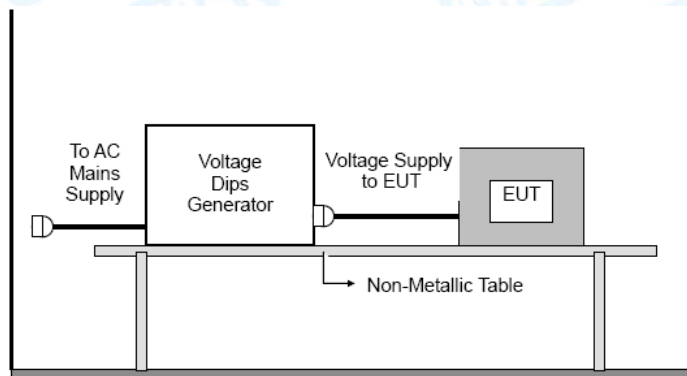 To AC
Mains
Supply
Voltage
Dips
Generator
Voltage Supply
to EUT
EUT
Non-Metallic Table